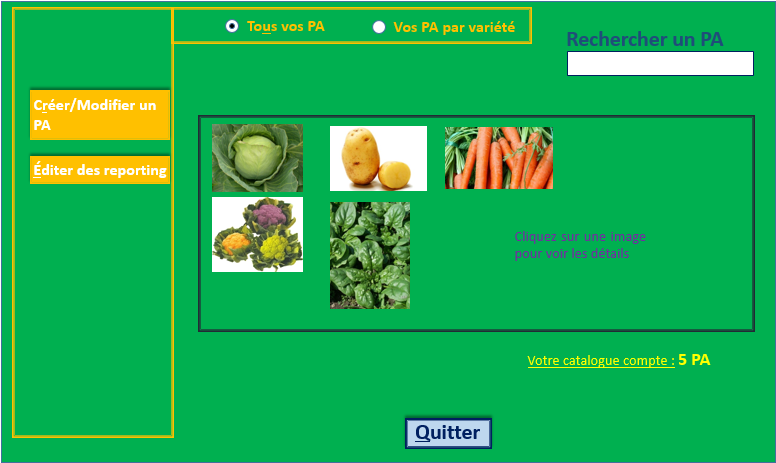 Tous vos PA
Vos PA par variété
Rechercher un PA
Créer/Modifier un
PA
Éditer des reporting
Cliquez sur une image
pour voir les détails
Votre catalogue compte : 5 PA
Quitter